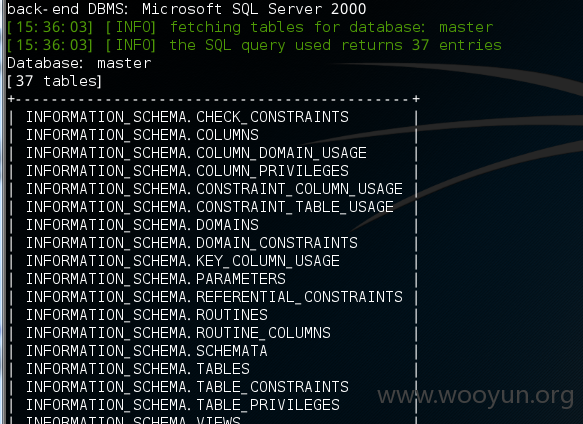 back-end DBMS: Microsoft SQL Server 2000
[15:36:03] [INFO] fetching tables for database: master
[15:36:03] [INFO] the SQL query used returns 37 entries
Database: master
[37 tables]
+-------------------------------------------+
| INFORMATION_SCHEMA.CHECK_CONSTRAINTS |
| INFORMATION_SCHEMA.COLUMNS |
| INFORMATION_SCHEMA.COLUMN_DOMAIN_USAGE |
| INFORMATION_SCHEMA.COLUMN_PRIVILEGES |
| INFORMATION_SCHEMA.CONSTRAINT_COLUMN_USAGE |
| INFORMATION_SCHEMA.CONSTRAINT_TABLE_USAGE |
| INFORMATION_SCHEMA.DOMAINS |
| INFORMATION_SCHEMA.DOMAIN_CONSTRAINTS |
| INFORMATION_SCHEMA.KEY_COLUMN_USAGE |
| INFORMATION_SCHEMA.PARAMETERS |
| INFORMATION_SCHEMA.REFERENTIAL_CONSTRAINTS |
| INFORMATION_SCHEMA.ROUTINES |
| INFORMATION_SCHEMA.ROUTINE_COLUMNS |
| INFORMATION_SCHEMA.SCHEMATA |
| INFORMATION_SCHEMA.TABLES |
| INFORMATION_SCHEMA.TABLE_CONSTRAINTS |
| INFORMATION_SCHEMA.TABLE_PRIVILEGES |
| INFORMATION_SCHEMA.VIEWS |
www.wooyun.org